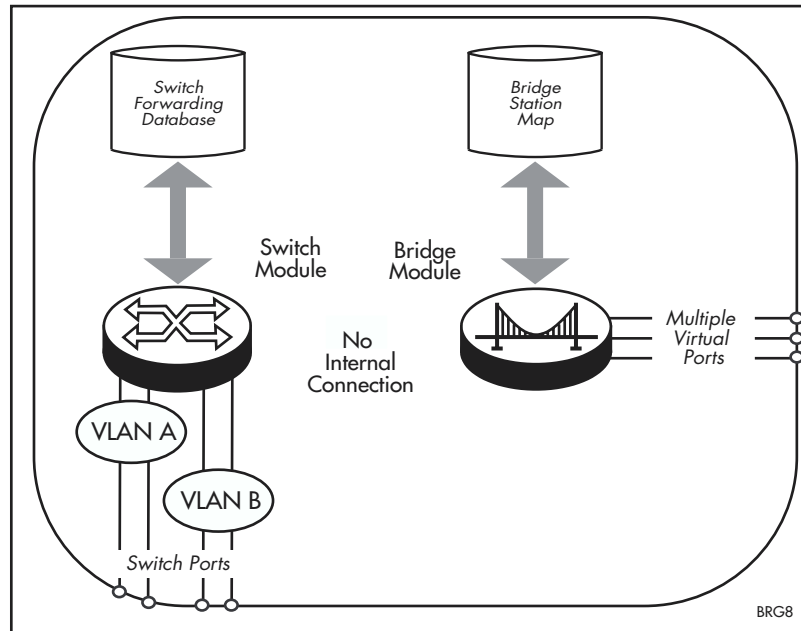 Switch
Forwarding
Database
Bridge
Station
Map
Switch
Module
Bridge
Module
No
Internal
Connection
Multiple
Virtual
Ports
VLAN A
VLAN B
Switch Ports
BRG8